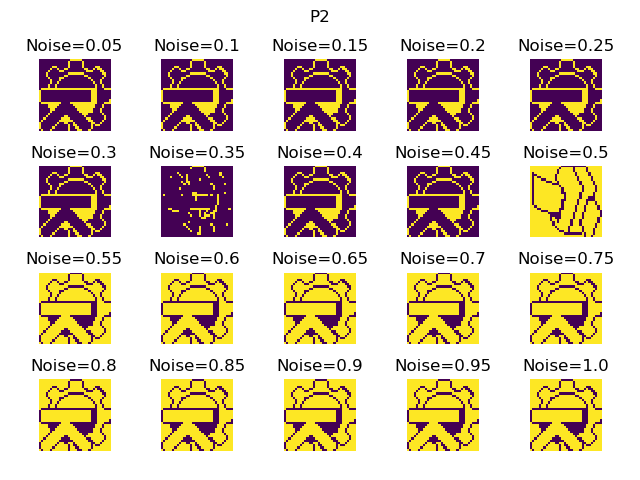 P2
Noise=0.05 Noise=0.1 Noise=0.15 Noise=0.2 Noise=0.25
Noise=0.3 Noise=0.35 Noise=0.4 Noise=0.45 Noise=0.5
Noise=0.55 Noise=0.6 Noise=0.65 Noise=0.7 Noise=0.75
Noise=0.8 Noise=0.85 Noise=0.9 Noise=0.95 Noise=1.0